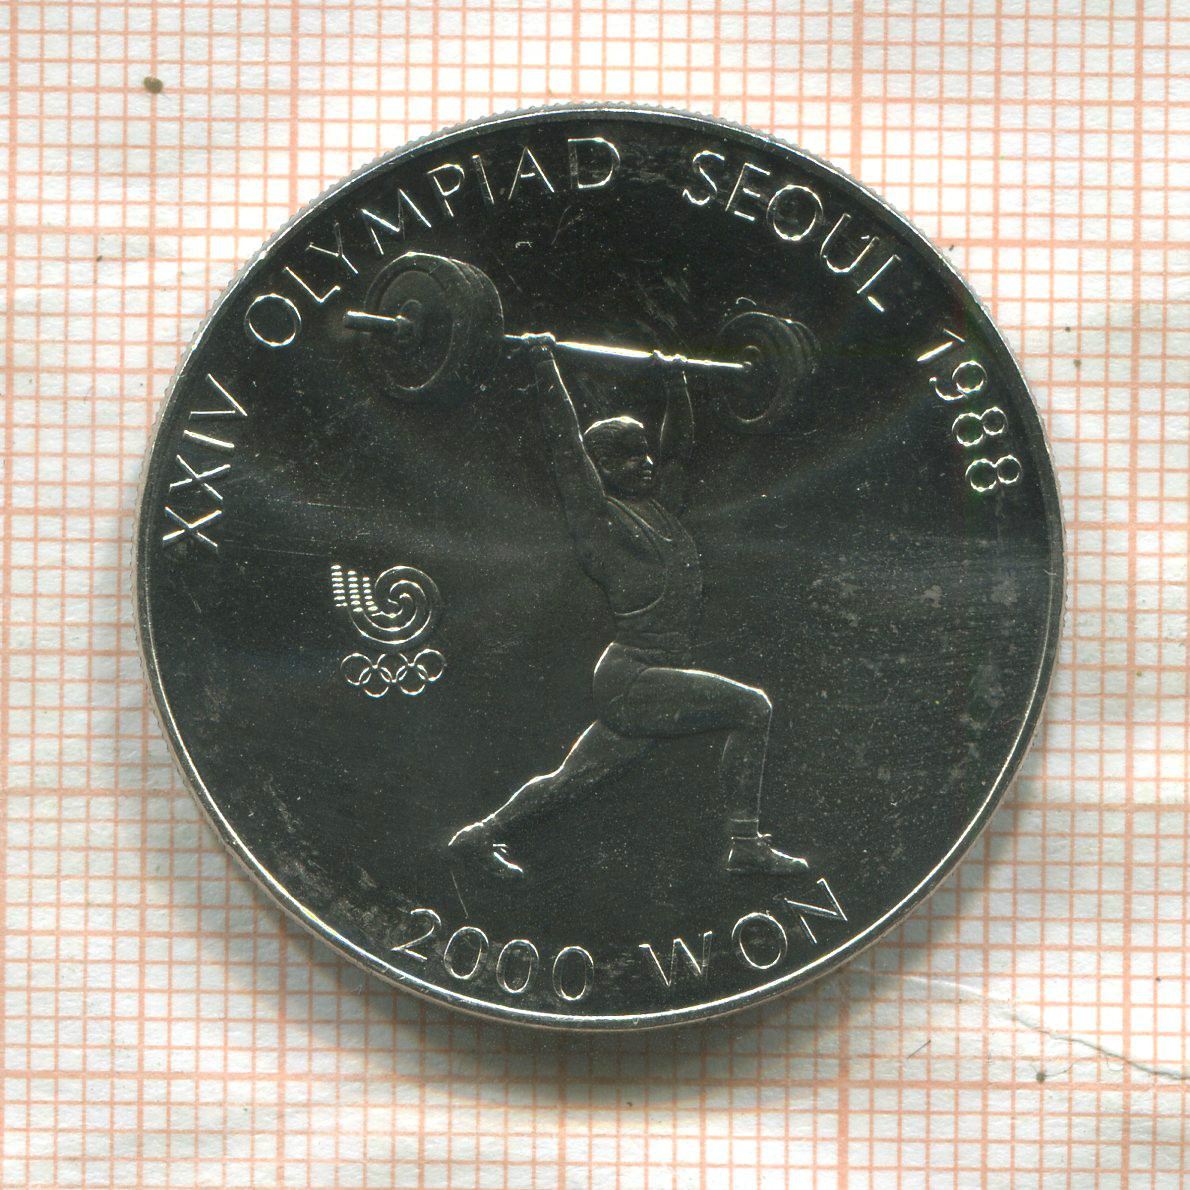 XXIV OLYMPIAD SEOUL 1988
2000 WON